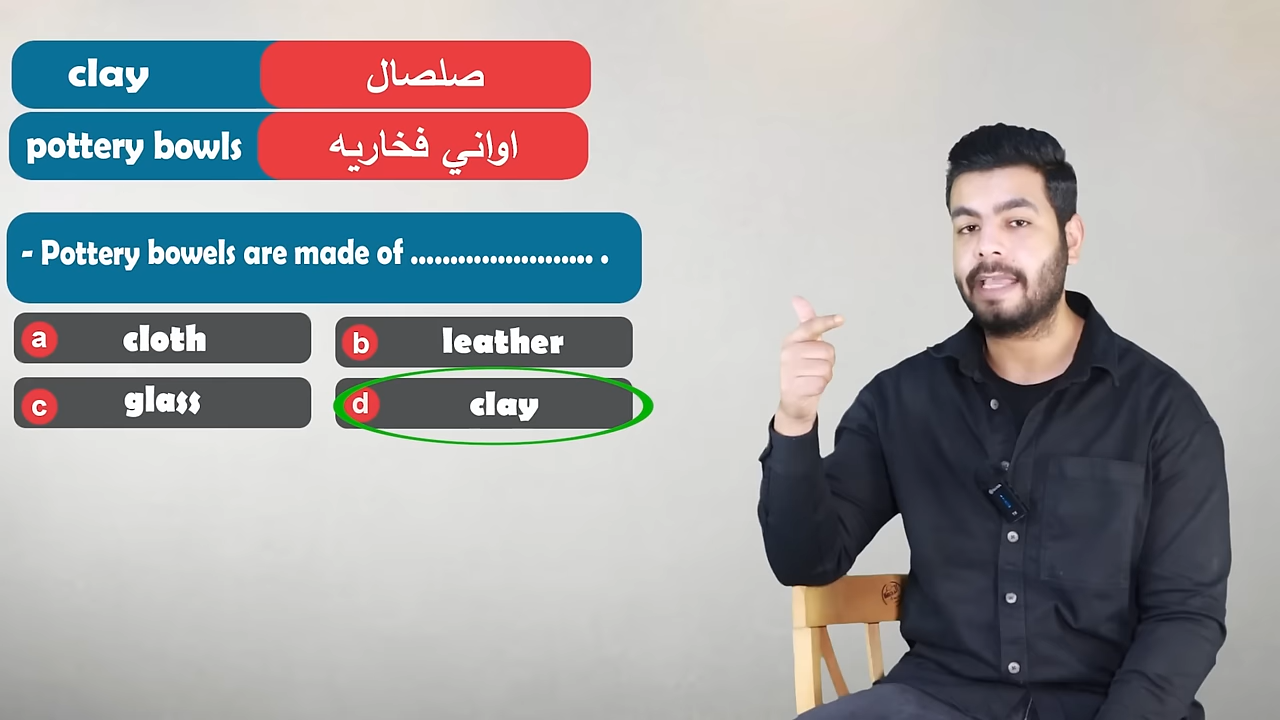 clay صلصال
pottery bowls اواني فخاريه
- Pottery bowels are made of ....................... .
a cloth b leather
c glass d clay